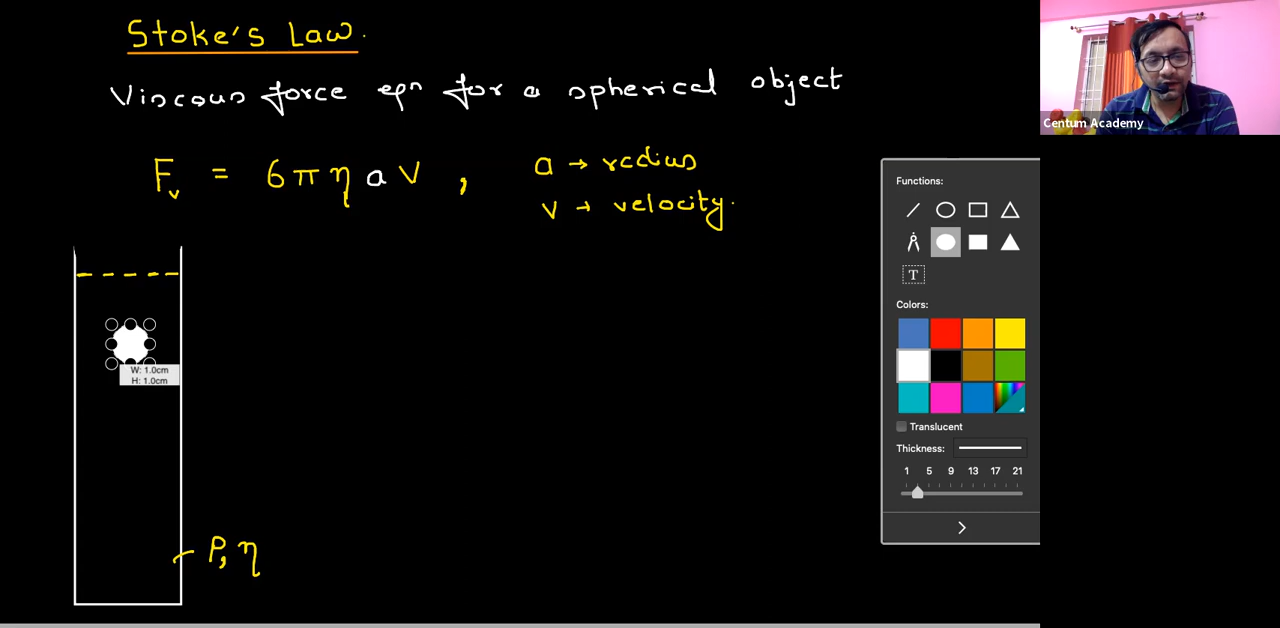 Stoke's Law.
Viscous force eqn for a spherical object
Fv = 6πηav, a → radius
v → velocity.
ρ, η
W: 1.0cm
H: 1.0cm
Centum Academy
Functions:
T
Colors:
Translucent
Thickness:
1 5 9 13 17 21